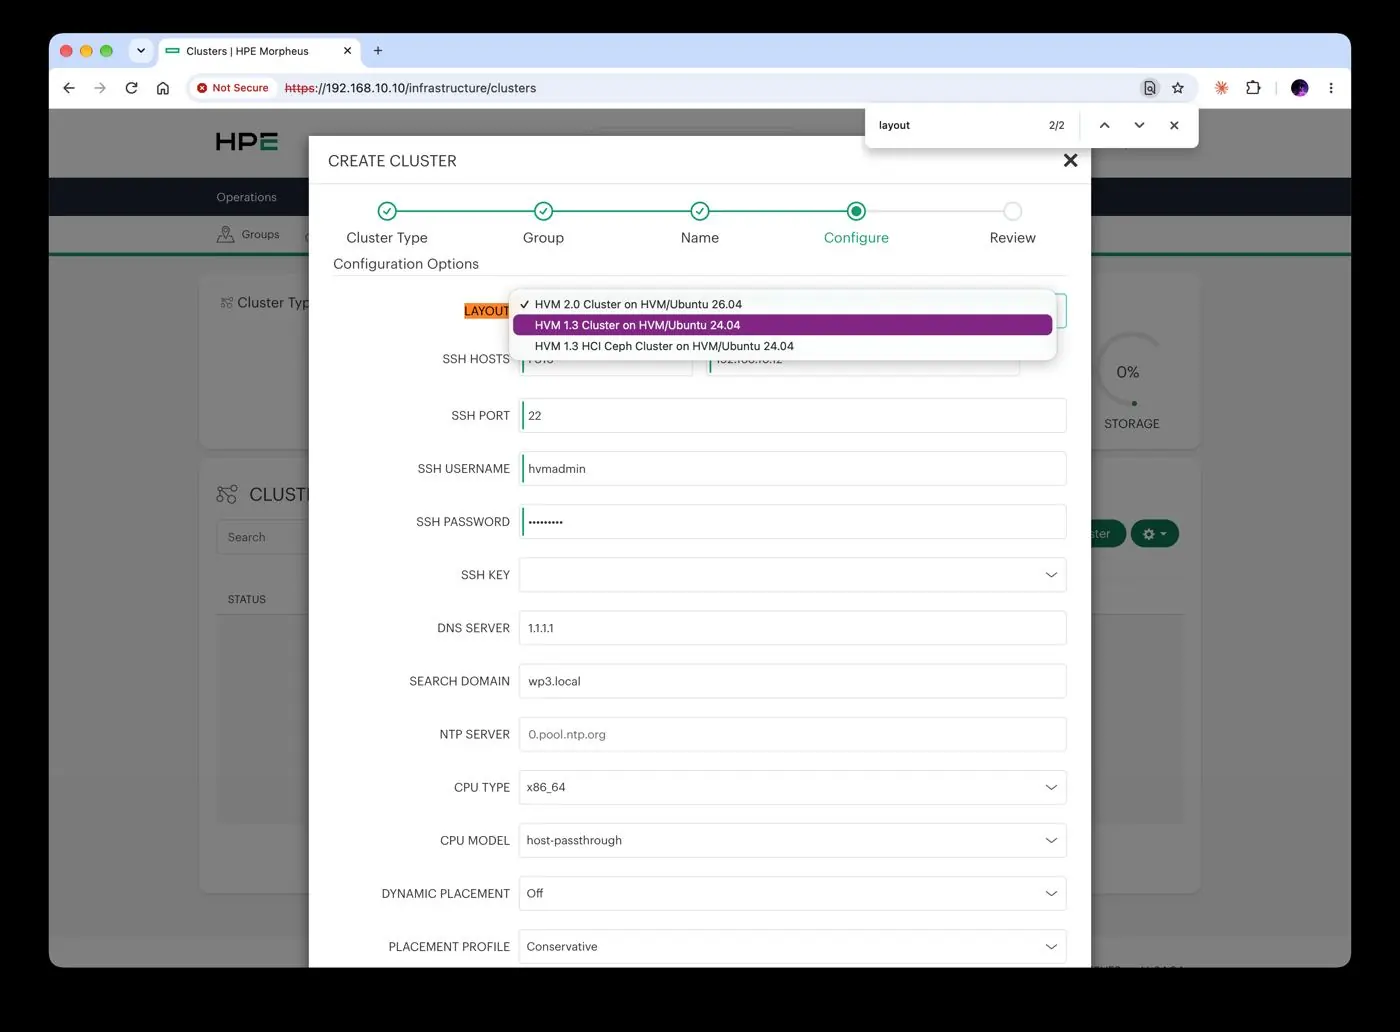 Clusters | HPE Morpheus
Not Secure https://192.168.10.10/infrastructure/clusters
layout 2/2
HPE
CREATE CLUSTER
Operations
Groups
Cluster Type Group Name Configure Review
Configuration Options
Cluster Typ
LAYOUT
HVM 2.0 Cluster on HVM/Ubuntu 26.04
HVM 1.3 Cluster on HVM/Ubuntu 24.04
HVM 1.3 HCI Ceph Cluster on HVM/Ubuntu 24.04
SSH HOSTS
0%
STORAGE
SSH PORT 22
SSH USERNAME hvmadmin
CLUST
SSH PASSWORD •••••••••
Search
ster
SSH KEY
STATUS
DNS SERVER 1.1.1.1
SEARCH DOMAIN wp3.local
NTP SERVER 0.pool.ntp.org
CPU TYPE x86_64
CPU MODEL host-passthrough
DYNAMIC PLACEMENT Off
PLACEMENT PROFILE Conservative